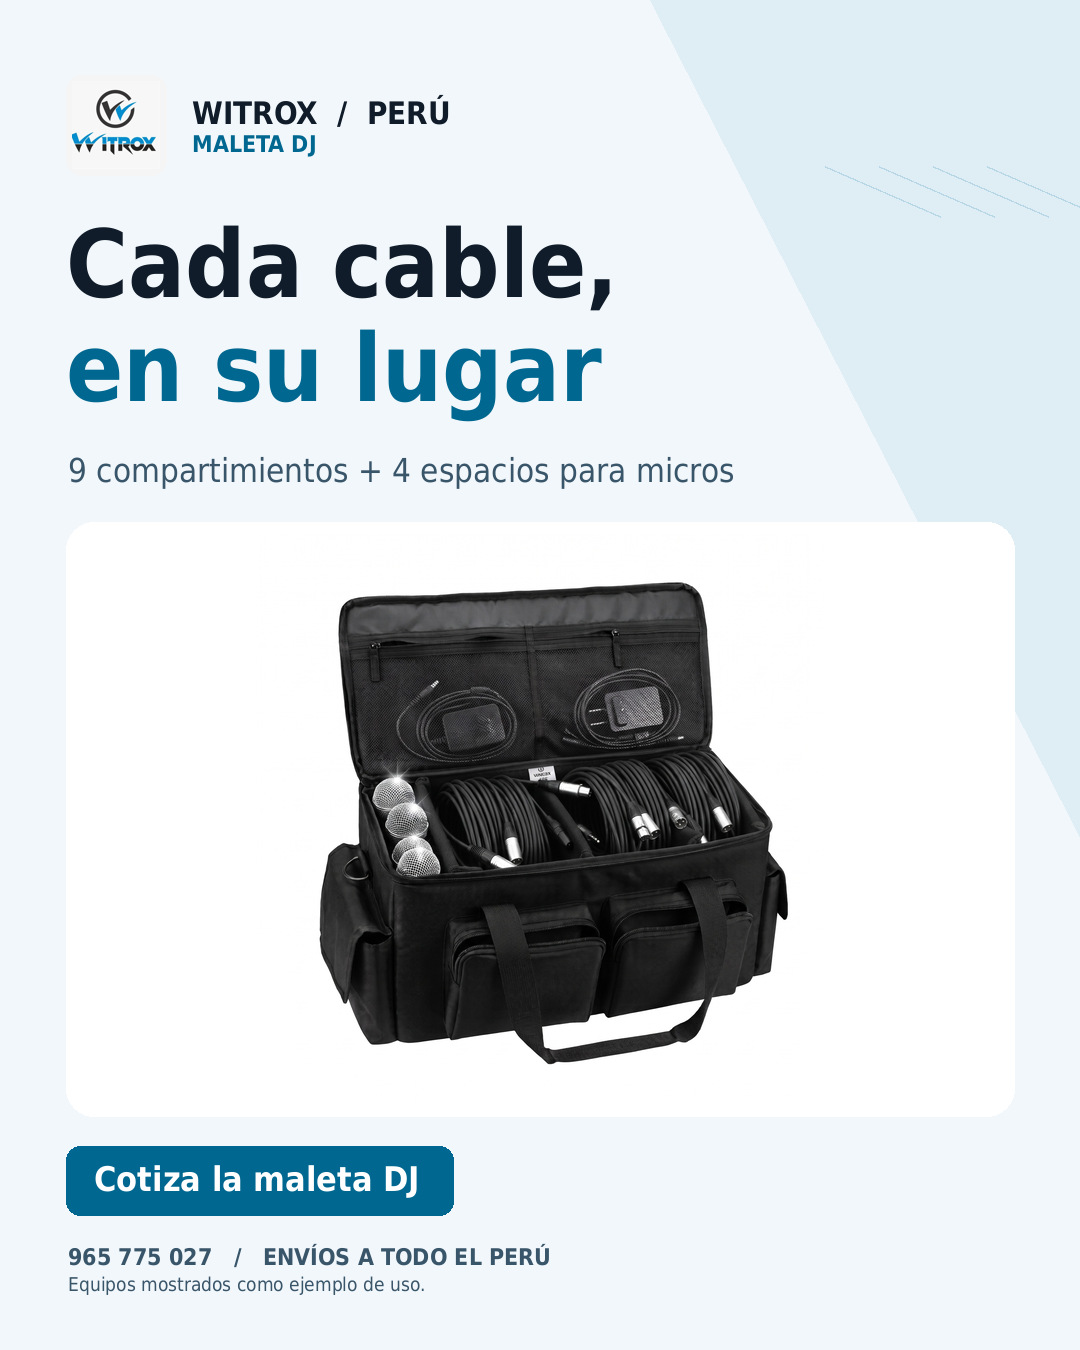 WITROX
WITROX / PERÚ
MALETA DJ
Cada cable,
en su lugar
9 compartimientos + 4 espacios para micros
Cotiza la maleta DJ
965 775 027 / ENVÍOS A TODO EL PERÚ
Equipos mostrados como ejemplo de uso.